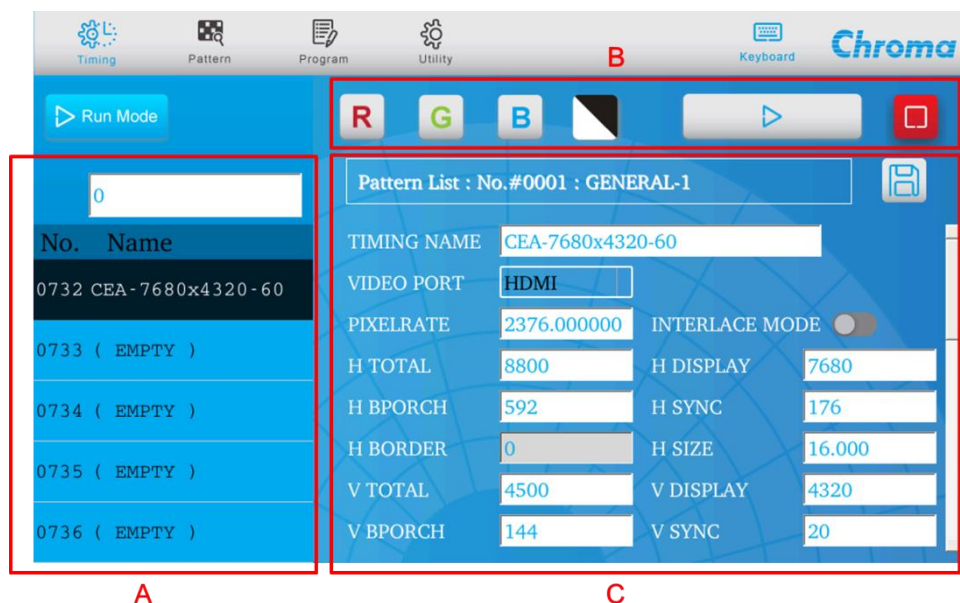 Timing Pattern Program Utility B Keyboard Chroma
Run Mode R G B
0
No. Name
0732 CEA-7680x4320-60
0733 ( EMPTY )
0734 ( EMPTY )
0735 ( EMPTY )
0736 ( EMPTY )
Pattern List : No.#0001 : GENERAL-1
TIMING NAME CEA-7680x4320-60
VIDEO PORT HDMI
PIXELRATE 2376.000000 INTERLACE MODE
H TOTAL 8800 H DISPLAY 7680
H BPORCH 592 H SYNC 176
H BORDER 0 H SIZE 16.000
V TOTAL 4500 V DISPLAY 4320
V BPORCH 144 V SYNC 20
A C